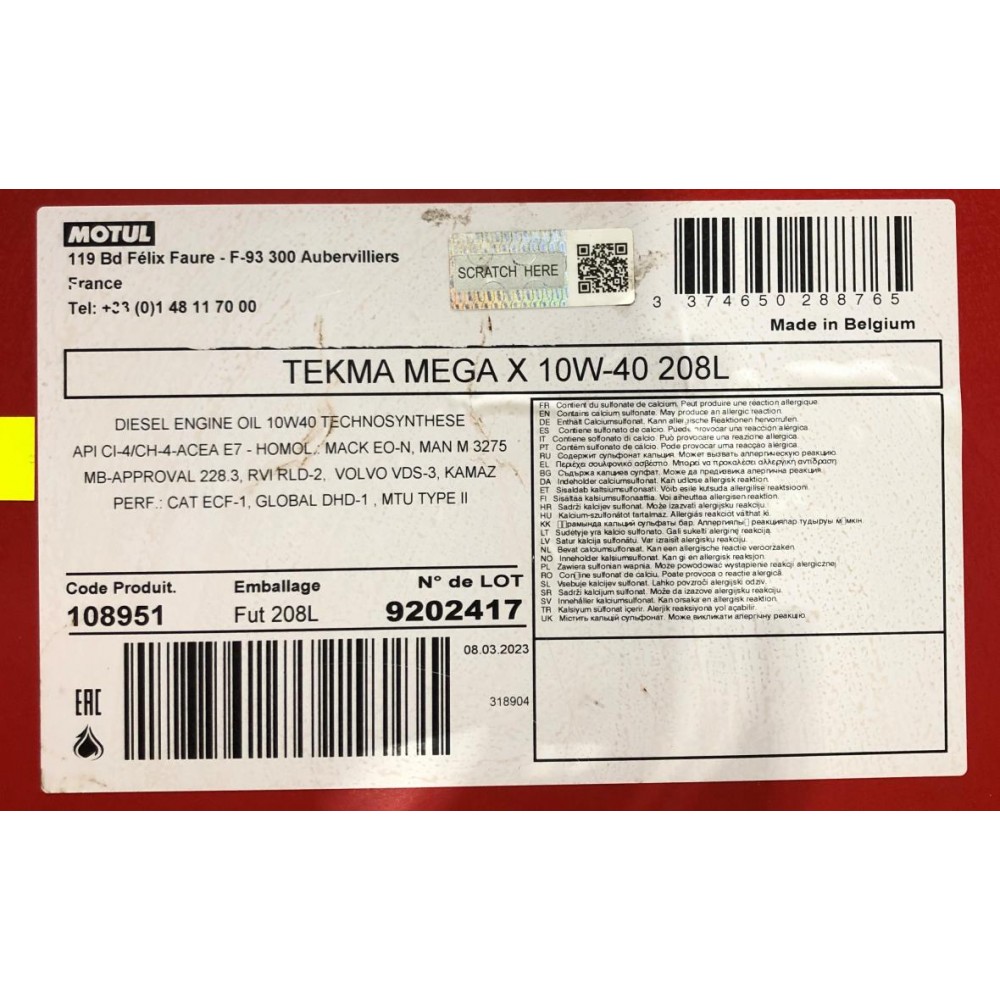 MOTUL
119 Bd Félix Faure - F-93 300 Aubervilliers
France
Tel: +33 (0)1 48 11 70 00
SCRATCH HERE
3 374650 288765
Made in Belgium
TEKMA MEGA X 10W-40 208L
DIESEL ENGINE OIL 10W40 TECHNOSYNTHESE
API CI-4/CH-4-ACEA E7 - HOMOL.: MACK EO-N, MAN M 3275
MB-APPROVAL 228.3, RVI RLD-2, VOLVO VDS-3, KAMAZ
PERF.: CAT ECF-1, GLOBAL DHD-1 , MTU TYPE II
FR Contient du sulfonate de calcium, Peut produire une réaction allergique.
EN Contains calcium sulfonate. May produce an allergic reaction.
DE Enthält Calciumsulfonat. Kann allergische Reaktionen hervorrufen.
ES Contiene sulfonato de calcio. Puede provocar una reacción alérgica.
IT Contiene solfonato di calcio. Può provocare una reazione allergica.
PT Contém sulfonato de cálcio. Pode provocar uma reacção alérgica.
RU Содержит сульфонат кальция. Может вызвать аллергическую реакцию
EL Περιέχει σουλφονικό ασβέστιο. Μπορεί να προκαλέσει αλλεργική αντίδραση
BG Съдържа калциев сулфат. Може да предизвика алергична реакция.
DA Indeholder calciumsulfonat. Kan udløse allergisk reaktion.
ET Sisaldab kaltsiumsulfonaati. Võib esile kutsuda allergilise reaktsiooni.
FI Sisältää kalsiumsulfonaattia. Voi aiheuttaa allergisen reaktion.
HR Sadrži kalcijev sulfonat. Može izazvati alergijsku reakciju.
HU Kalcium-szulfonátot tartalmaz. Allergiás reakciót válthat ki.
KK рамында кальций сульфаты бар. Аллергиялы реакциялар тудыруы мүмкін.
LT Sudėtyje yra kalcio sulfonato. Gali sukelti alerginę reakciją.
LV Satur kalcija sulfonātu. Var izraisīt alerģisku reakciju.
NL Bevat calciumsulfonaat. Kan een allergische reactie veroorzaken.
NO Inneholder kalsiumsulfonat. Kan gi en allergisk reaksjon.
PL Zawiera sulfonian wapnia. Może powodować wystąpienie reakcji alergicznej.
RO Conține sulfonat de calciu. Poate provoca o reacție alergică.
SL Vsebuje kalcijev sulfonat. Lahko povzroči alergijski odziv.
SR Sadrži kalcijum sulfonat. Može da izazove alergijsku reakciju.
SV Innehåller kalciumsulfonat. Kan orsaka en allergisk reaktion.
TR Kalsiyum sülfonat içerir. Alerjik reaksiyona yol açabilir.
UK Містить кальцій сульфонат. Може викликати алергічну реакцію.
Code Produit. Emballage N° de LOT
108951 Fut 208L 9202417
08.03.2023
318904
EAC